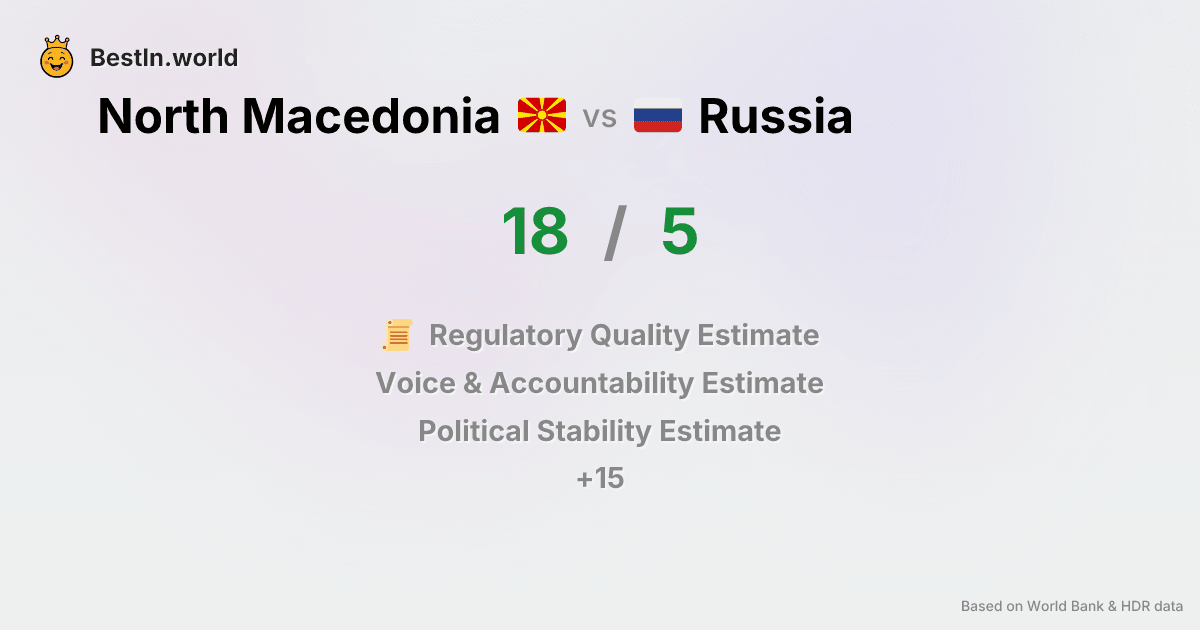 BestIn.world
North Macedonia vs Russia
18 / 5
Regulatory Quality Estimate
Voice & Accountability Estimate
Political Stability Estimate
+15
Based on World Bank & HDR data